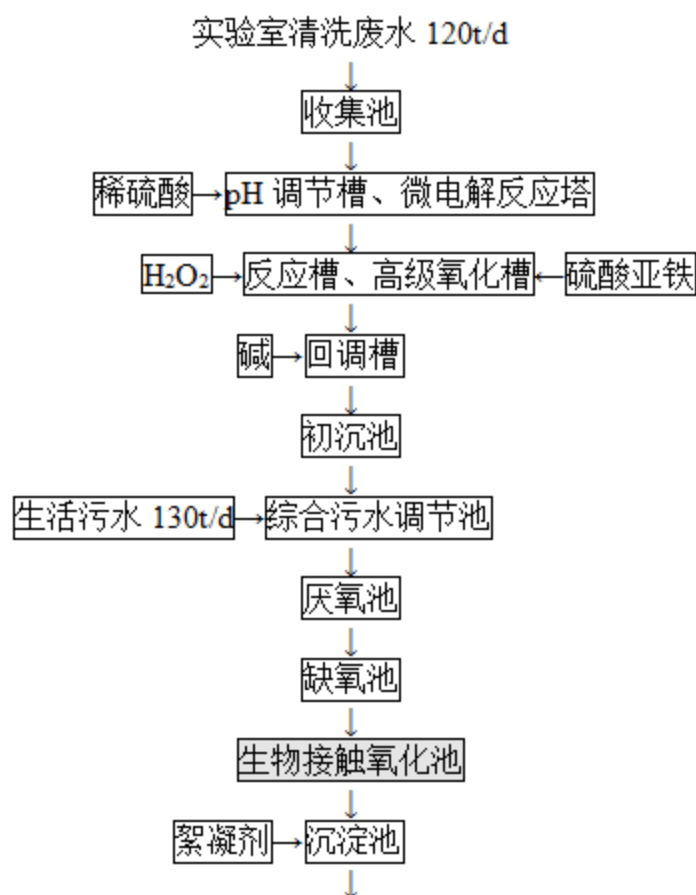 实验室清洗废水 120t/d
收集池
稀硫酸 pH 调节槽、微电解反应塔
H₂O₂ 反应槽、高级氧化槽 硫酸亚铁
碱 回调槽
初沉池
生活污水 130t/d 综合污水调节池
厌氧池
缺氧池
生物接触氧化池
絮凝剂 沉淀池